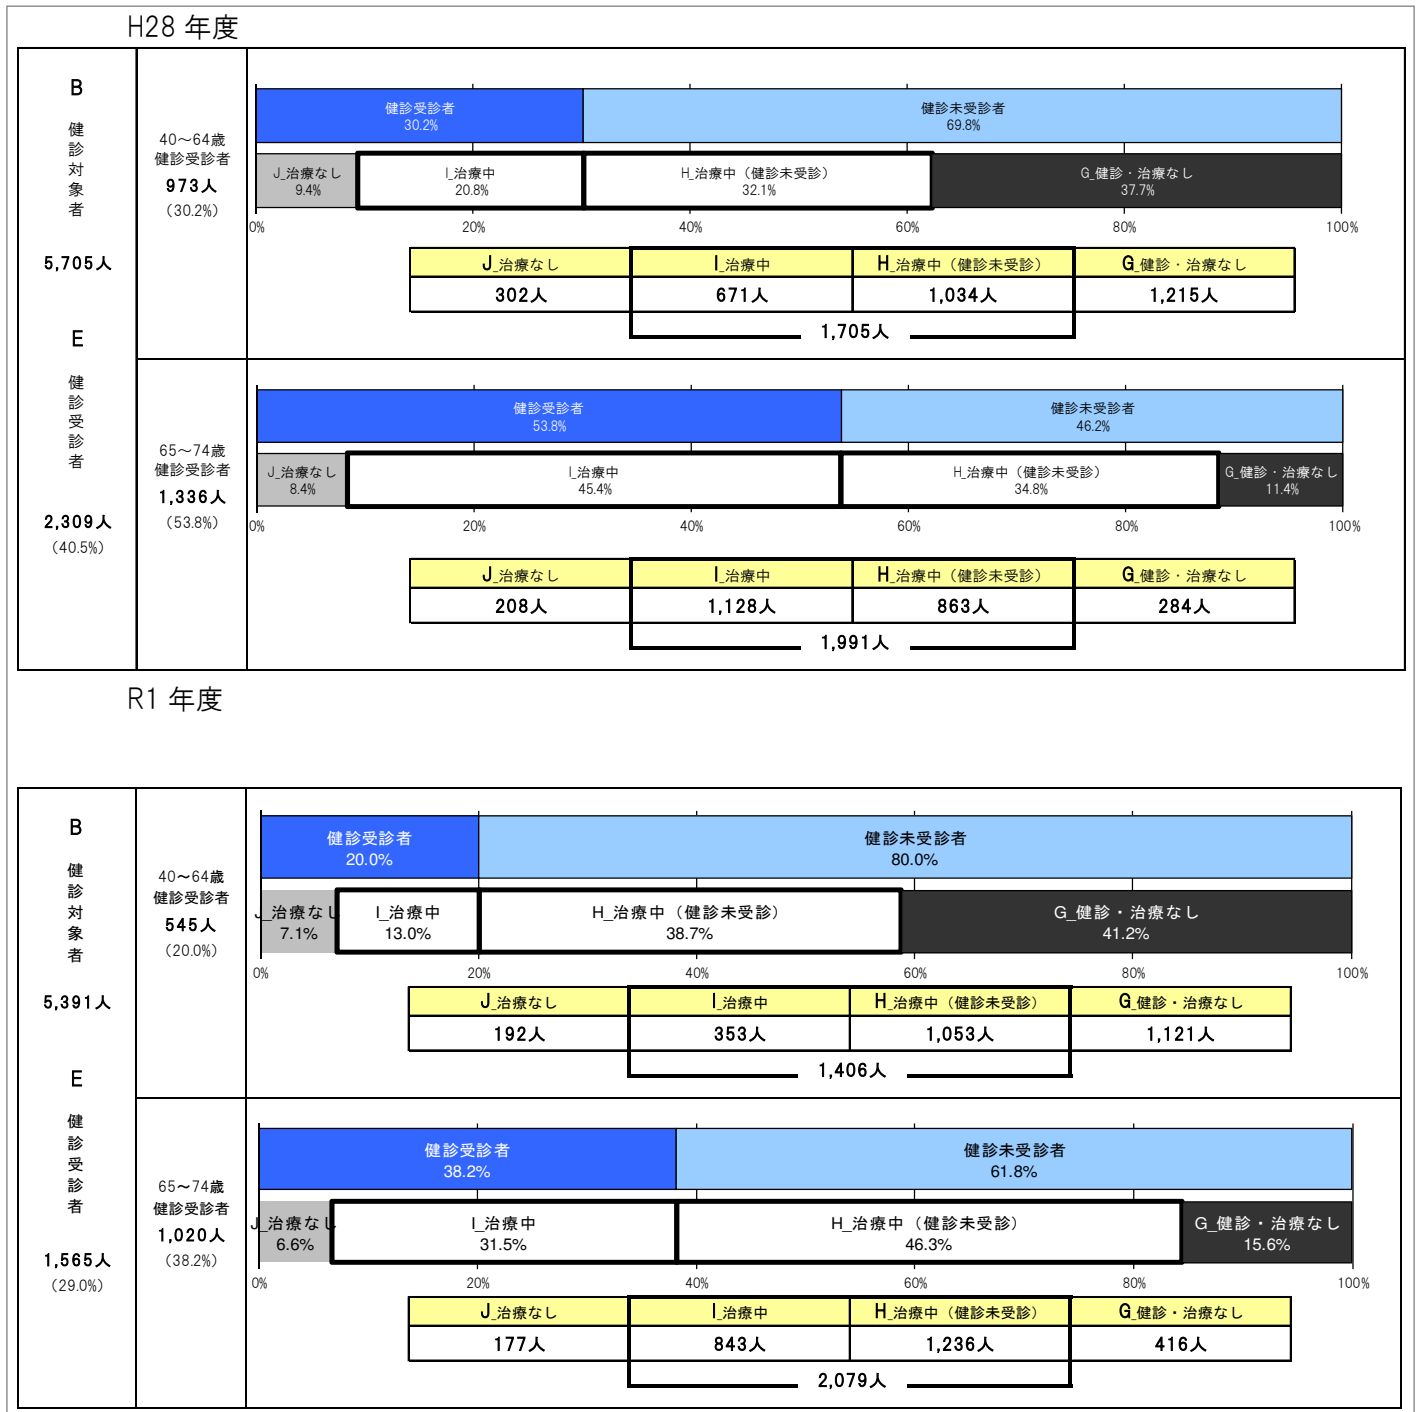 H28 年度
B
健診対象者
5,705人
E
健診受診者
2,309人
(40.5%)
40～64歳
健診受診者
973人
(30.2%)
健診受診者
30.2%
健診未受診者
69.8%
J_治療なし
9.4%
I_治療中
20.8%
H_治療中（健診未受診）
32.1%
G_健診・治療なし
37.7%
0% 20% 40% 60% 80% 100%
J_治療なし I_治療中 H_治療中（健診未受診） G_健診・治療なし
302人 671人 1,034人 1,215人
1,705人
65～74歳
健診受診者
1,336人
(53.8%)
健診受診者
53.8%
健診未受診者
46.2%
J_治療なし
8.4%
I_治療中
45.4%
H_治療中（健診未受診）
34.8%
G_健診・治療なし
11.4%
0% 20% 40% 60% 80% 100%
J_治療なし I_治療中 H_治療中（健診未受診） G_健診・治療なし
208人 1,128人 863人 284人
1,991人
R1 年度
B
健診対象者
5,391人
E
健診受診者
1,565人
(29.0%)
40～64歳
健診受診者
545人
(20.0%)
健診受診者
20.0%
健診未受診者
80.0%
J_治療なし
7.1%
I_治療中
13.0%
H_治療中（健診未受診）
38.7%
G_健診・治療なし
41.2%
0% 20% 40% 60% 80% 100%
J_治療なし I_治療中 H_治療中（健診未受診） G_健診・治療なし
192人 353人 1,053人 1,121人
1,406人
65～74歳
健診受診者
1,020人
(38.2%)
健診受診者
38.2%
健診未受診者
61.8%
J_治療なし
6.6%
I_治療中
31.5%
H_治療中（健診未受診）
46.3%
G_健診・治療なし
15.6%
0% 20% 40% 60% 80% 100%
J_治療なし I_治療中 H_治療中（健診未受診） G_健診・治療なし
177人 843人 1,236人 416人
2,079人